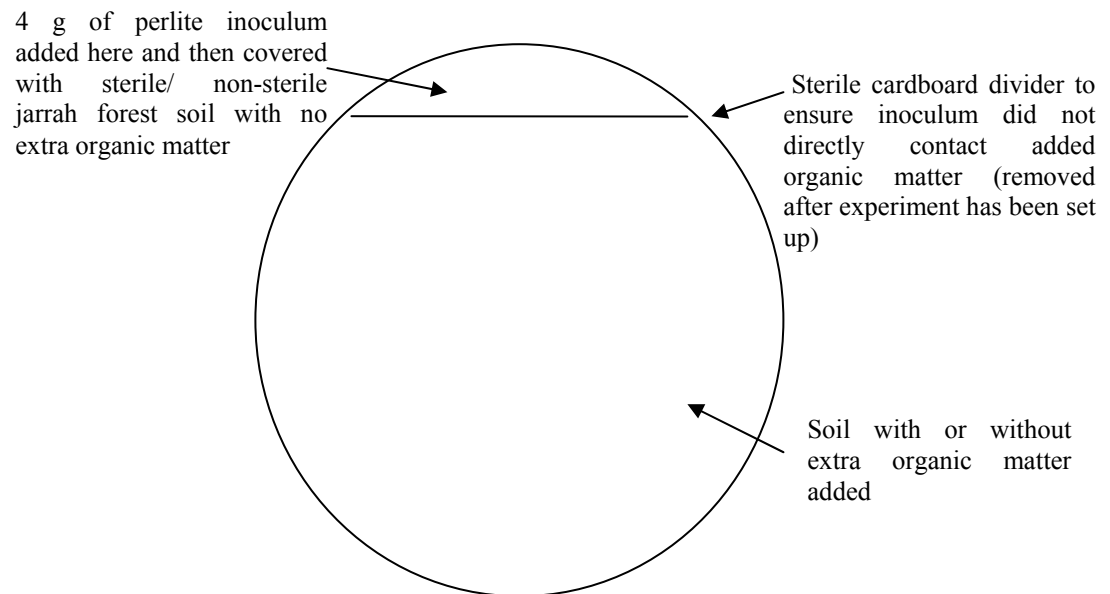 4 g of perlite inoculum
added here and then covered
with sterile/ non-sterile
jarrah forest soil with no
extra organic matter
Sterile cardboard divider to
ensure inoculum did not
directly contact added
organic matter (removed
after experiment has been set
up)
Soil with or without
extra organic matter
added